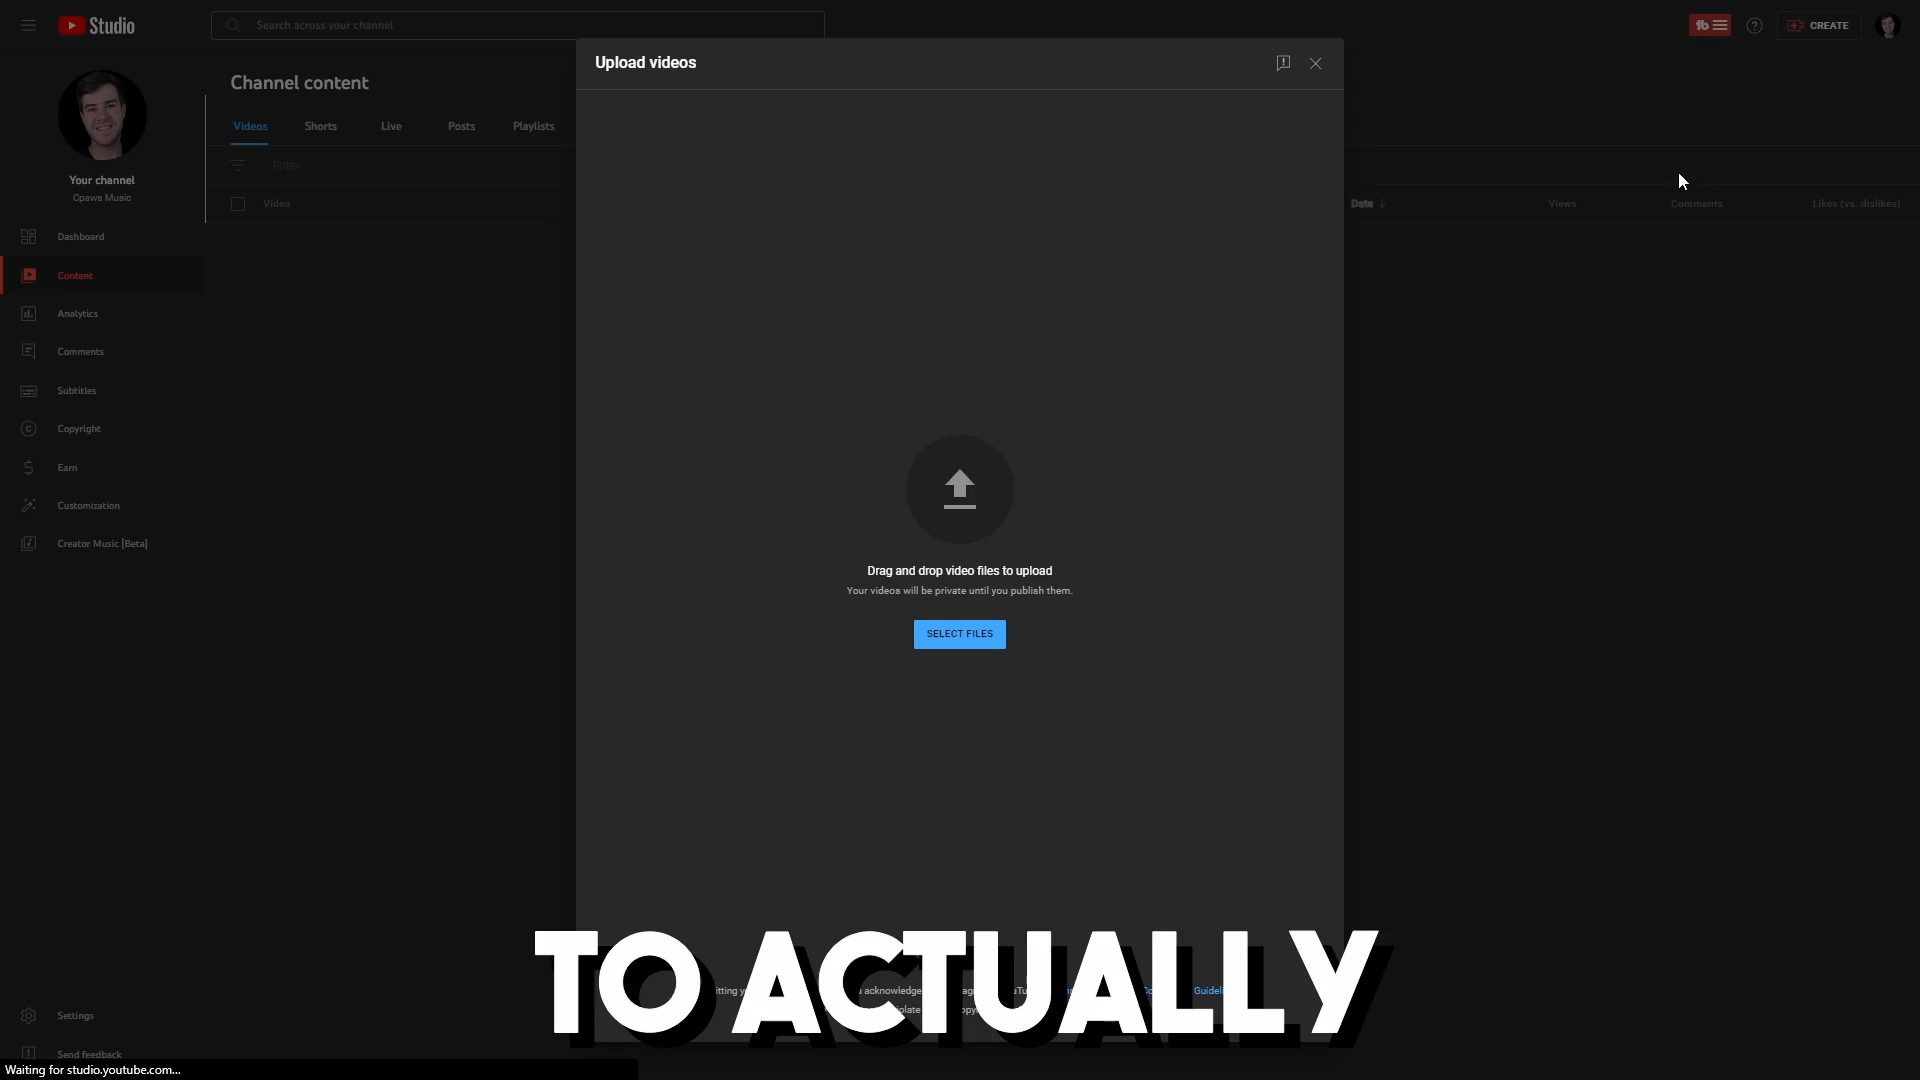 Studio
Search across your channel
CREATE
Upload videos
Channel content
Videos Shorts Live Posts Playlists
Filter
Video
Date Views Comments Likes (vs. dislikes)
Your channel
Cpaws Music
Dashboard
Content
Analytics
Comments
Subtitles
Copyright
Earn
Customization
Creator Music [Beta]
Drag and drop video files to upload
Your videos will be private until you publish them.
SELECT FILES
TO ACTUALLY
acknowledge
Settings
Send feedback
Waiting for studio.youtube.com...